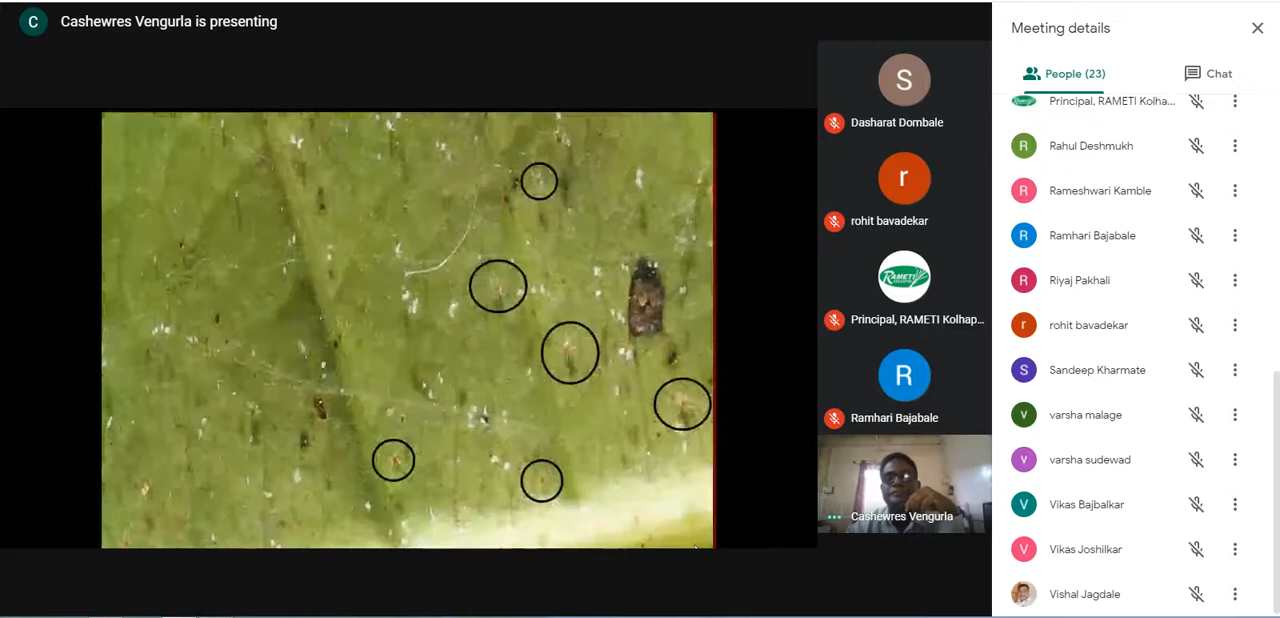 C
Cashewres Vengurla is presenting
S
Dasharat Dombale
r
rohit bavadekar
RAMETI
Principal, RAMETI Kolhap...
R
Ramhari Bajabale
Cashewres Vengurla
Meeting details
People (23)
Chat
Principal, RAMETI Kolha...
R Rahul Deshmukh
R Rameshwari Kamble
R Ramhari Bajabale
R Riyaj Pakhali
r rohit bavadekar
S Sandeep Kharmate
v varsha malage
v varsha sudewad
V Vikas Bajbalkar
V Vikas Joshilkar
Vishal Jagdale